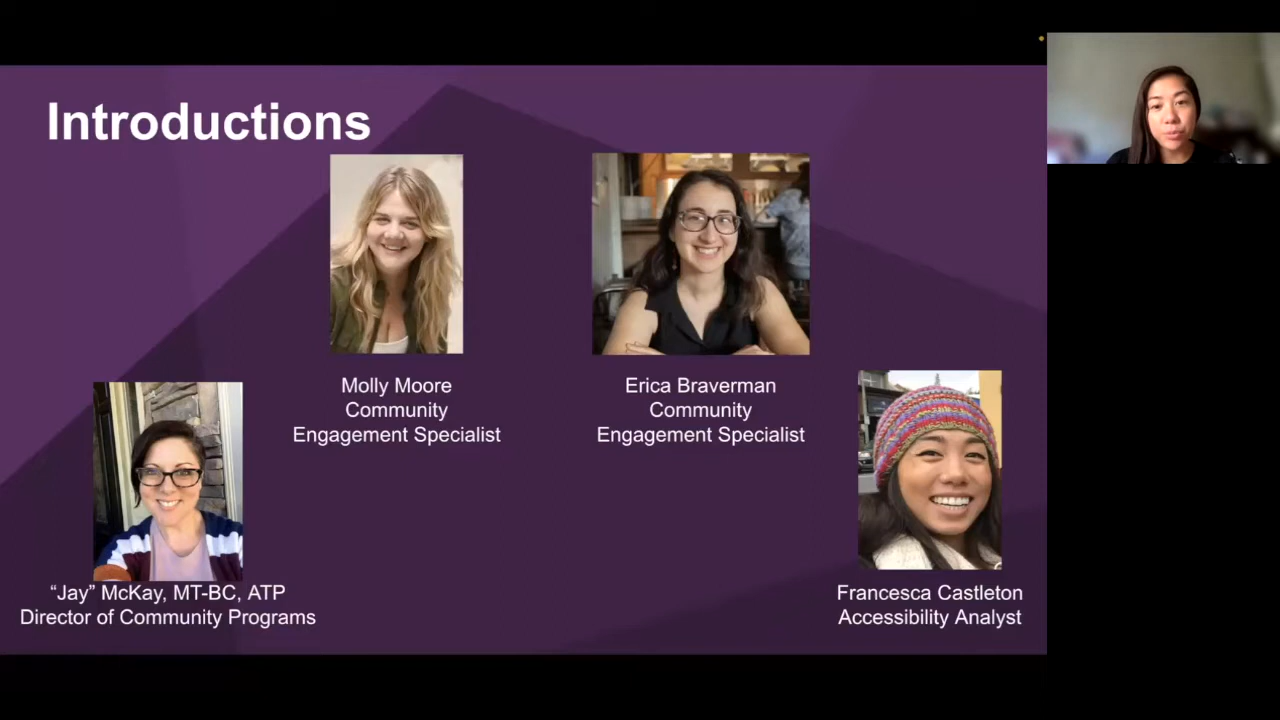 Introductions
Molly Moore
Community
Engagement Specialist
Erica Braverman
Community
Engagement Specialist
“Jay” McKay, MT-BC, ATP
Director of Community Programs
Francesca Castleton
Accessibility Analyst